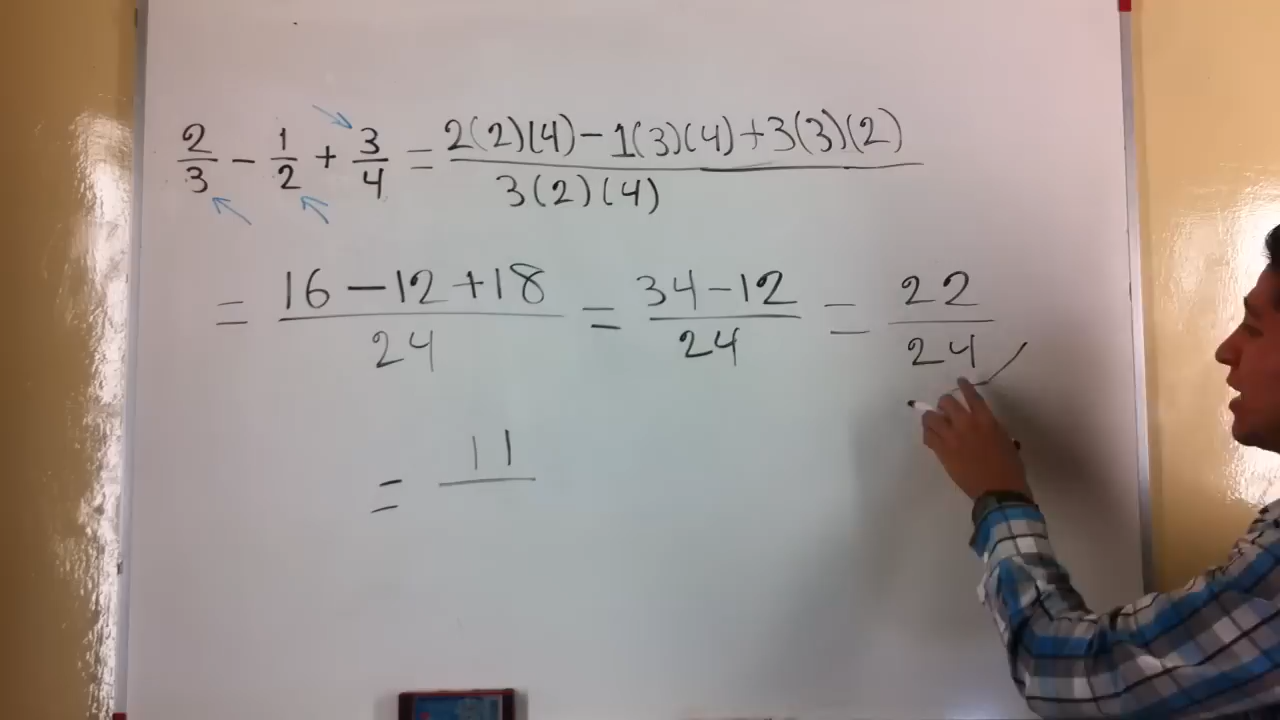 2/3 − 1/2 + 3/4 = 2(2)(4) − 1(3)(4) + 3(3)(2) / 3(2)(4)
= 16 − 12 + 18 / 24 = 34 − 12 / 24 = 22 / 24
= 11